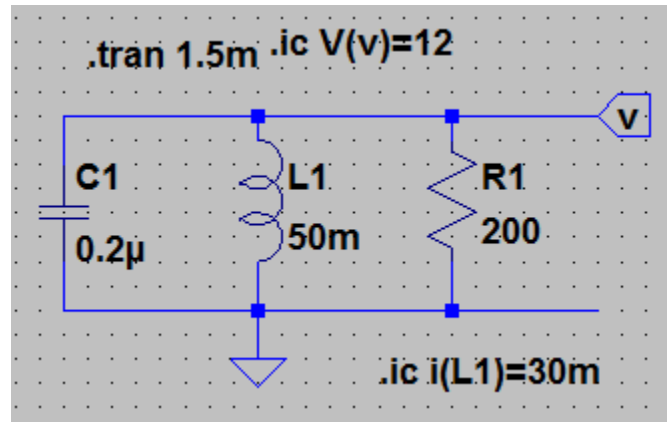 .tran 1.5m .ic V(v)=12
v
C1 L1 R1
0.2µ 50m 200
.ic i(L1)=30m